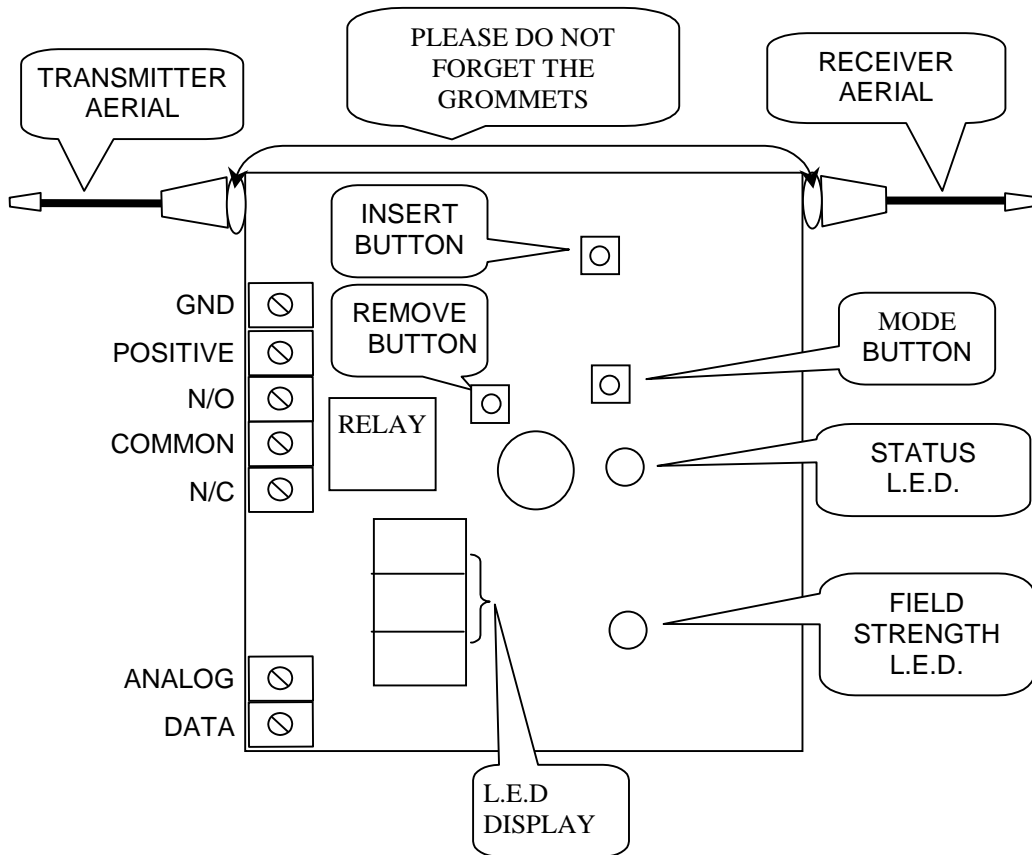 PLEASE DO NOT
FORGET THE
GROMMETS
TRANSMITTER
AERIAL
RECEIVER
AERIAL
INSERT
BUTTON
GND
REMOVE
BUTTON
MODE
BUTTON
POSITIVE
N/O
RELAY
COMMON
STATUS
L.E.D.
N/C
FIELD
STRENGTH
L.E.D.
ANALOG
DATA
L.E.D
DISPLAY